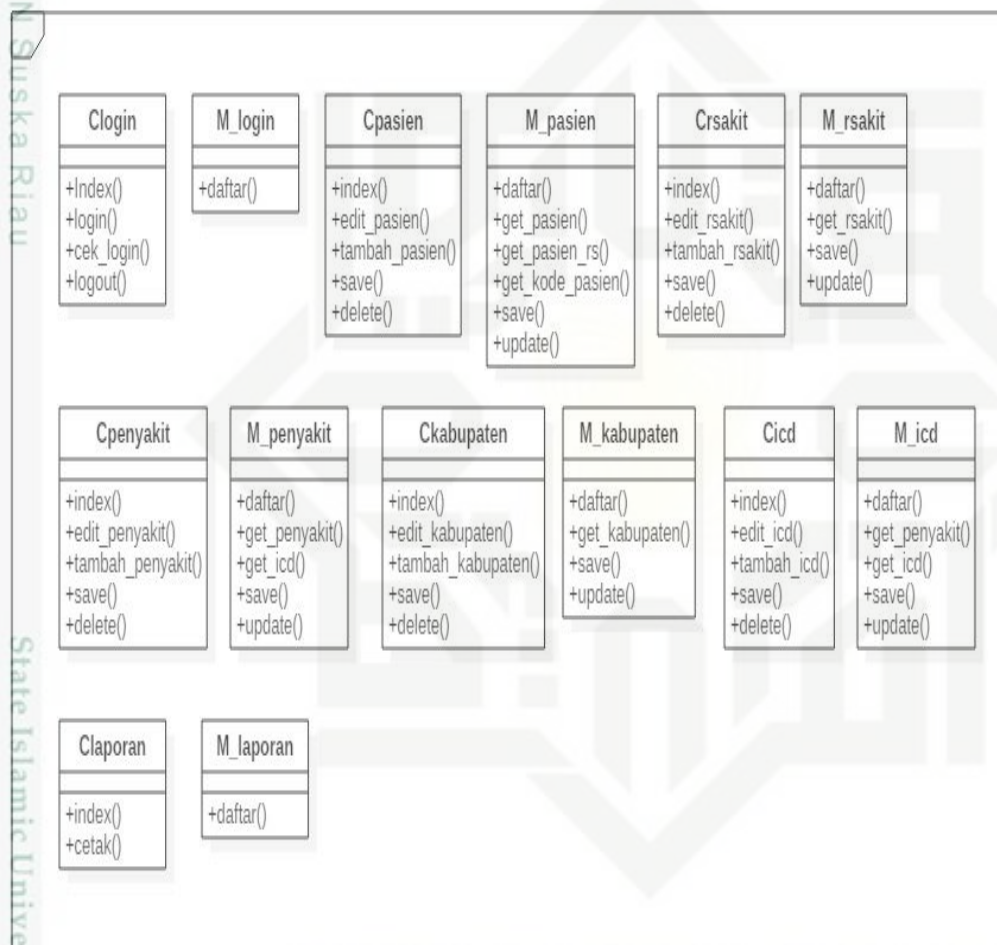 N Suska Riau
State Islamic Unive
Clogin
+Index()
+login()
+cek_login()
+logout()
M_login
+daftar()
Cpasien
+index()
+edit_pasien()
+tambah_pasien()
+save()
+delete()
M_pasien
+daftar()
+get_pasien()
+get_pasien_rs()
+get_kode_pasien()
+save()
+update()
Crsakit
+index()
+edit_rsakit()
+tambah_rsakit()
+save()
+delete()
M_rsakit
+daftar()
+get_rsakit()
+save()
+update()
Cpenyakit
+index()
+edit_penyakit()
+tambah_penyakit()
+save()
+delete()
M_penyakit
+daftar()
+get_penyakit()
+get_icd()
+save()
+update()
Ckabupaten
+index()
+edit_kabupaten()
+tambah_kabupaten()
+save()
+delete()
M_kabupaten
+daftar()
+get_kabupaten()
+save()
+update()
Cicd
+index()
+edit_icd()
+tambah_icd()
+save()
+delete()
M_icd
+daftar()
+get_penyakit()
+get_icd()
+save()
+update()
Claporan
+index()
+cetak()
M_laporan
+daftar()